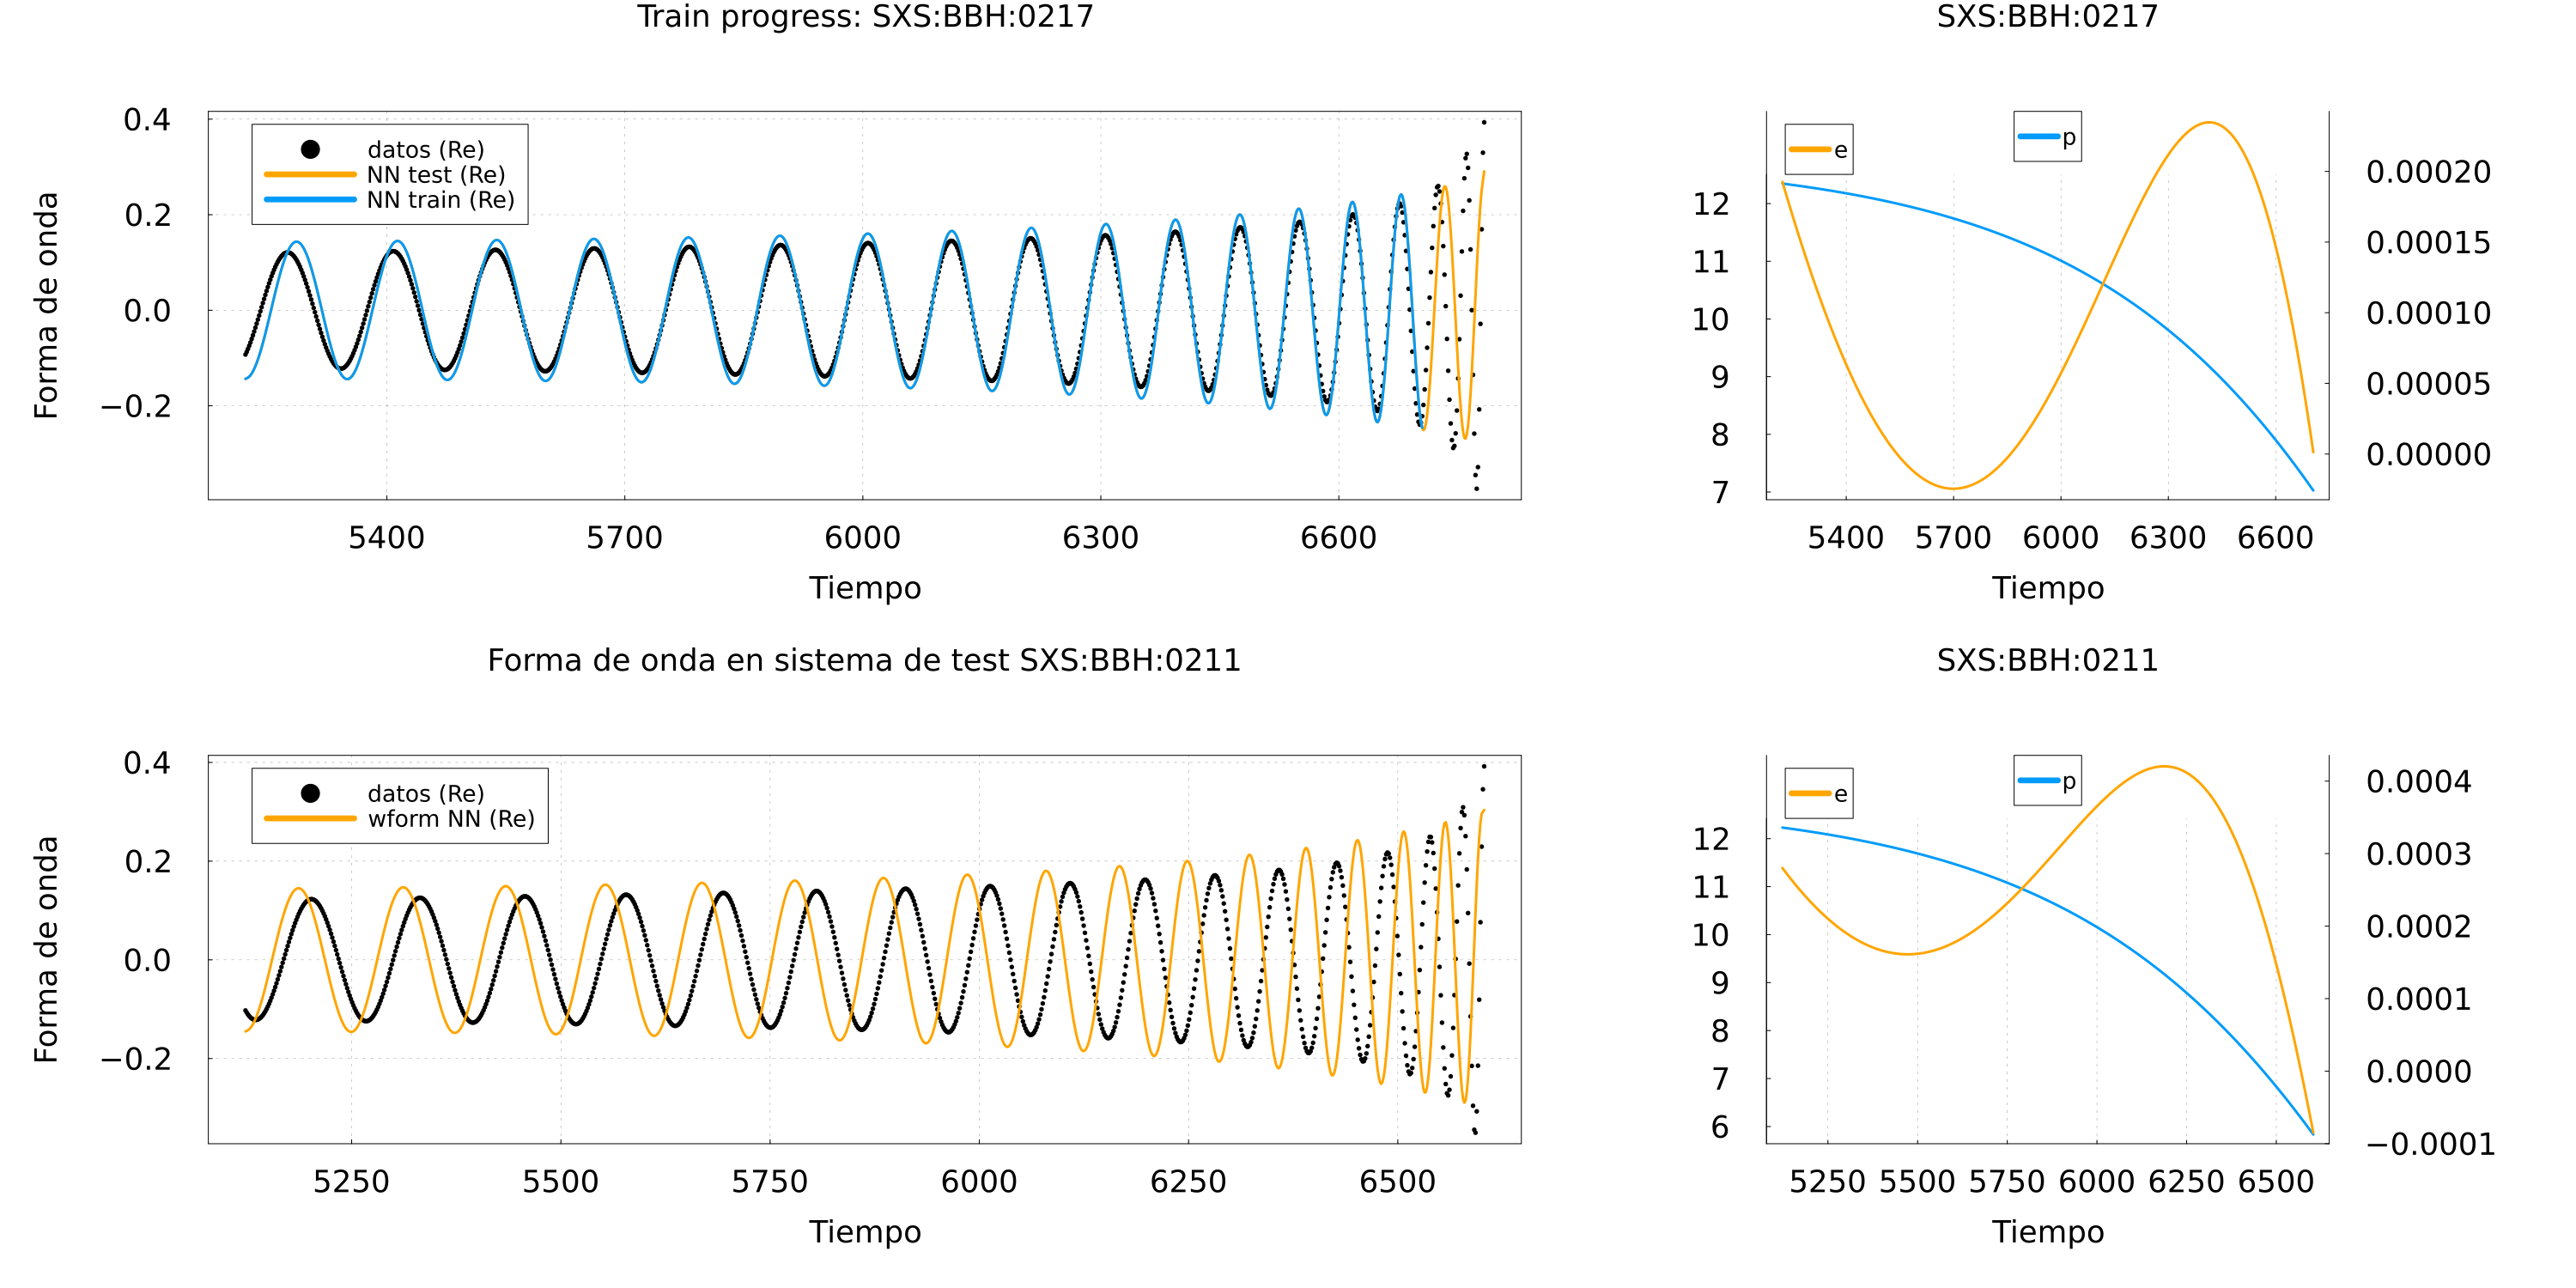 Train progress: SXS:BBH:0217
Forma de onda
0.4
0.2
0.0
−0.2
datos (Re)
NN test (Re)
NN train (Re)
5400 5700 6000 6300 6600
Tiempo
SXS:BBH:0217
e
p
12
11
10
9
8
7
0.00020
0.00015
0.00010
0.00005
0.00000
5400 5700 6000 6300 6600
Tiempo
Forma de onda en sistema de test SXS:BBH:0211
Forma de onda
0.4
0.2
0.0
−0.2
datos (Re)
wform NN (Re)
5250 5500 5750 6000 6250 6500
Tiempo
SXS:BBH:0211
e
p
12
11
10
9
8
7
6
0.0004
0.0003
0.0002
0.0001
0.0000
−0.0001
5250 5500 5750 6000 6250 6500
Tiempo